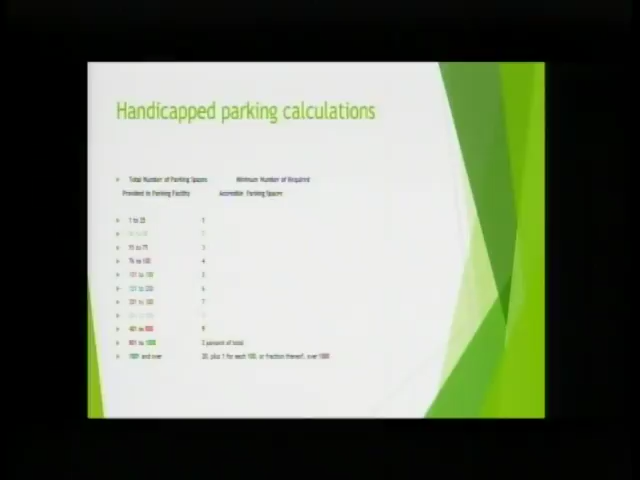 Handicapped parking calculations
Total Number of Parking Spaces Minimum Number of Required
Provided in Parking Facility Accessible Parking Spaces
1 to 25 1
2
51 to 75 3
76 to 100 4
101 to 150 5
151 to 200 6
201 to 300 7
401 to 500 9
501 to 1000 2 percent of total
1001 and over 20, plus 1 for each 100, or fraction thereof, over 1000